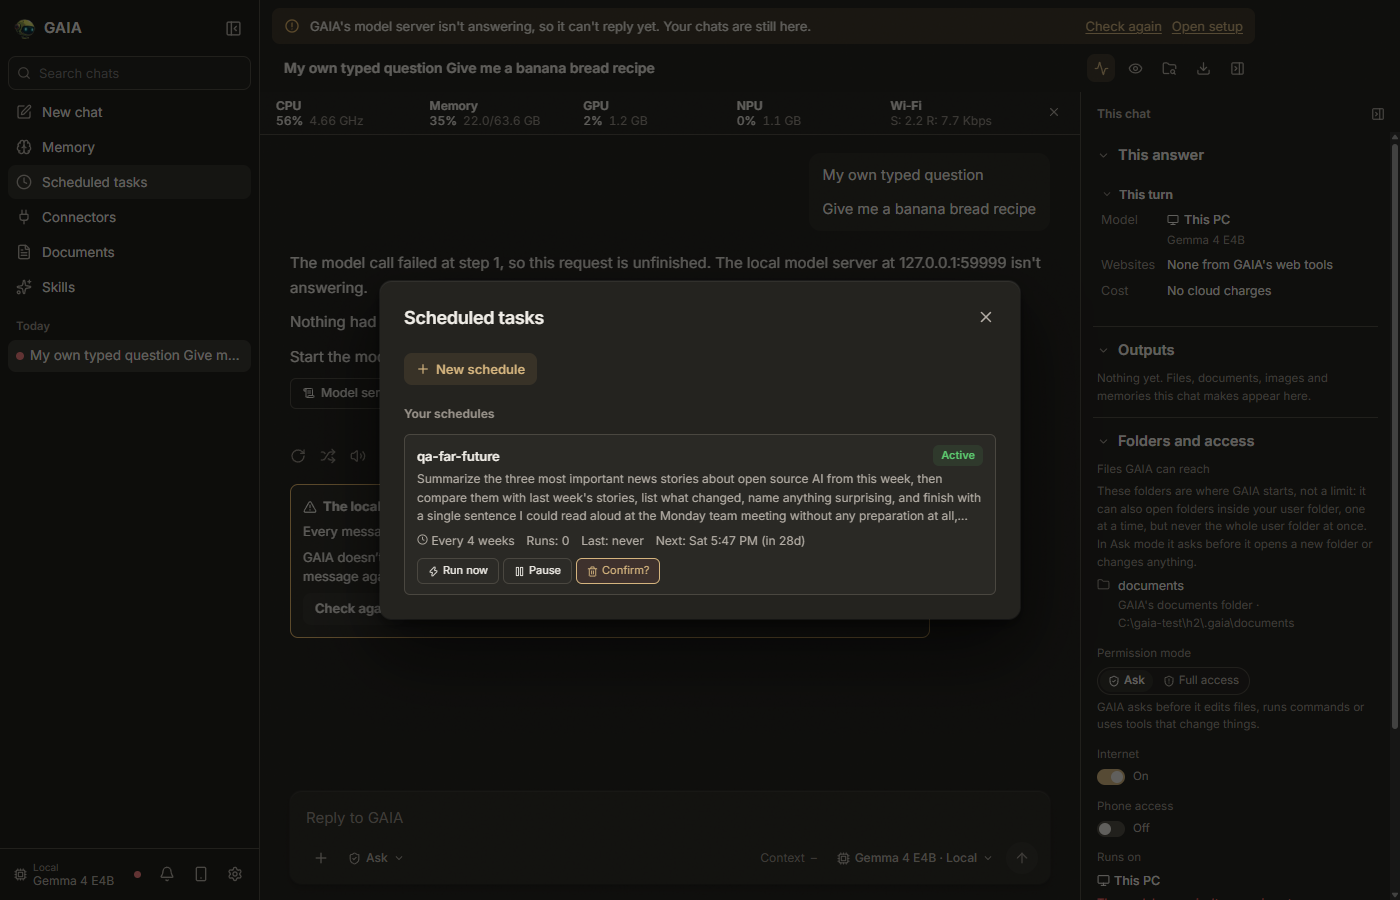 GAIA
Search chats
New chat
Memory
Scheduled tasks
Connectors
Documents
Skills
Today
My own typed question Give m...
Local
Gemma 4 E4B
GAIA's model server isn't answering, so it can't reply yet. Your chats are still here.
Check again
Open setup
My own typed question Give me a banana bread recipe
CPU
56% 4.66 GHz
Memory
35% 22.0/63.6 GB
GPU
2% 1.2 GB
NPU
0% 1.1 GB
Wi-Fi
S: 2.2 R: 7.7 Kbps
My own typed question
Give me a banana bread recipe
The model call failed at step 1, so this request is unfinished. The local model server at 127.0.0.1:59999 isn't
answering.
Nothing had
Start the mo
Model ser
The local
Every messa
GAIA doesn'
message aga
Check aga
Scheduled tasks
New schedule
Your schedules
qa-far-future
Active
Summarize the three most important news stories about open source AI from this week, then
compare them with last week's stories, list what changed, name anything surprising, and finish with
a single sentence I could read aloud at the Monday team meeting without any preparation at all,...
Every 4 weeks Runs: 0 Last: never Next: Sat 5:47 PM (in 28d)
Run now
Pause
Confirm?
Reply to GAIA
Ask
Context –
Gemma 4 E4B · Local
This chat
This answer
This turn
Model
This PC
Gemma 4 E4B
Websites None from GAIA's web tools
Cost No cloud charges
Outputs
Nothing yet. Files, documents, images and
memories this chat makes appear here.
Folders and access
Files GAIA can reach
These folders are where GAIA starts, not a limit: it
can also open folders inside your user folder, one
at a time, but never the whole user folder at once.
In Ask mode it asks before it opens a new folder or
changes anything.
documents
GAIA's documents folder ·
C:\gaia-test\h2\.gaia\documents
Permission mode
Ask
Full access
GAIA asks before it edits files, runs commands or
uses tools that change things.
Internet
On
Phone access
Off
Runs on
This PC